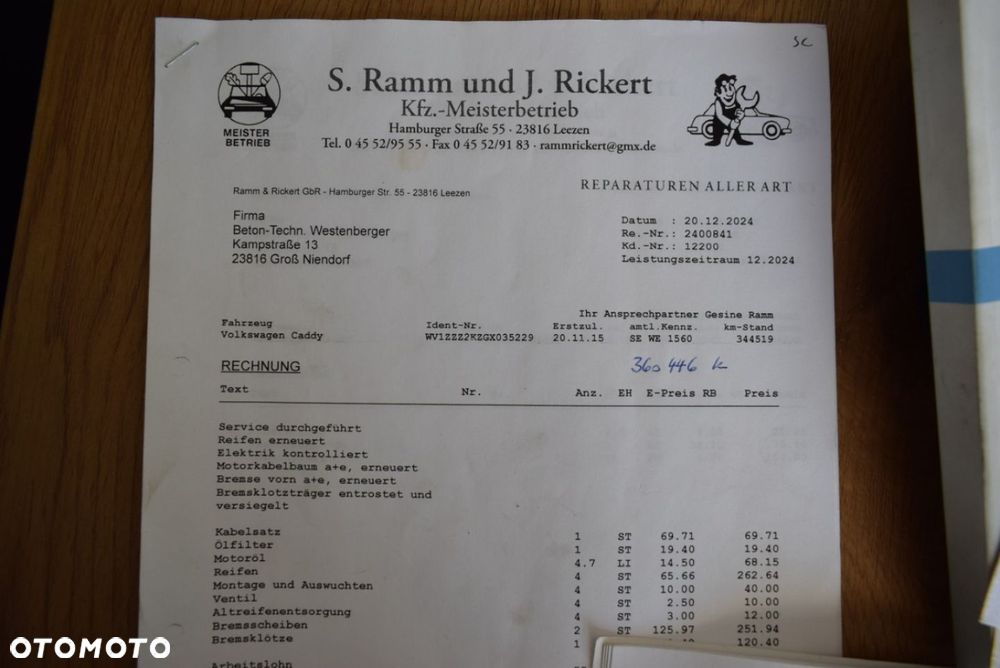 SC
S. Ramm und J. Rickert
Kfz.-Meisterbetrieb
Hamburger Straße 55 · 23816 Leezen
Tel. 0 45 52/95 55 · Fax 0 45 52/91 83 · rammrickert@gmx.de
MEISTER
BETRIEB
REPARATUREN ALLER ART
Ramm & Rickert GbR - Hamburger Str. 55 - 23816 Leezen
Firma
Beton-Techn. Westenberger
Kampstraße 13
23816 Groß Niendorf
Datum : 20.12.2024
Re.-Nr.: 2400841
Kd.-Nr.: 12200
Leistungszeitraum 12.2024
Ihr Ansprechpartner Gesine Ramm
Fahrzeug Ident-Nr. Erstzul. amtl.Kennz. km-Stand
Volkswagen Caddy WV1ZZZ2KZGX035229 20.11.15 SE WE 1560 344519
RECHNUNG 360 446 k
Text Nr. Anz. EH E-Preis RB Preis
Service durchgeführt
Reifen erneuert
Elektrik kontrolliert
Motorkabelbaum a+e, erneuert
Bremse vorn a+e, erneuert
Bremsklotzträger entrostet und
versiegelt
Kabelsatz 1 ST 69.71 69.71
Ölfilter 1 ST 19.40 19.40
Motoröl 4.7 LI 14.50 68.15
Reifen 4 ST 65.66 262.64
Montage und Auswuchten 4 ST 10.00 40.00
Ventil 4 ST 2.50 10.00
Altreifenentsorgung 4 ST 3.00 12.00
Bremsscheiben 2 ST 125.97 251.94
Bremsklötze 1 120.40
Arbeitslohn
OTOMOTO